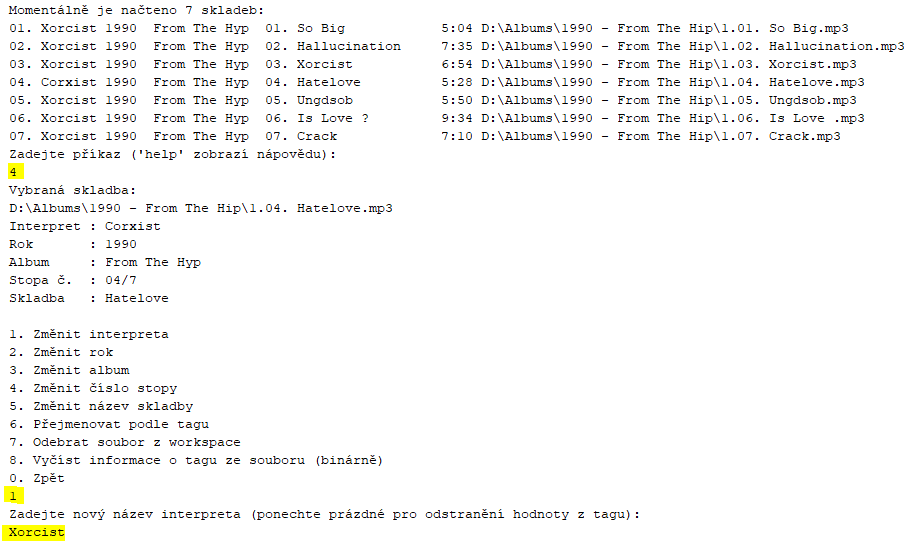 Momentálně je načteno 7 skladeb:
01. Xorcist 1990  From The Hyp  01. So Big            5:04 D:\Albums\1990 - From The Hip\1.01. So Big.mp3
02. Xorcist 1990  From The Hyp  02. Hallucination     7:35 D:\Albums\1990 - From The Hip\1.02. Hallucination.mp3
03. Xorcist 1990  From The Hyp  03. Xorcist           6:54 D:\Albums\1990 - From The Hip\1.03. Xorcist.mp3
04. Corxist 1990  From The Hyp  04. Hatelove          5:28 D:\Albums\1990 - From The Hip\1.04. Hatelove.mp3
05. Xorcist 1990  From The Hyp  05. Ungdsob           5:50 D:\Albums\1990 - From The Hip\1.05. Ungdsob.mp3
06. Xorcist 1990  From The Hyp  06. Is Love ?         9:34 D:\Albums\1990 - From The Hip\1.06. Is Love .mp3
07. Xorcist 1990  From The Hyp  07. Crack             7:10 D:\Albums\1990 - From The Hip\1.07. Crack.mp3
Zadejte příkaz ('help' zobrazí nápovědu):
4
Vybraná skladba:
D:\Albums\1990 - From The Hip\1.04. Hatelove.mp3
Interpret : Corxist
Rok       : 1990
Album     : From The Hyp
Stopa č.  : 04/7
Skladba   : Hatelove

1. Změnit interpreta
2. Změnit rok
3. Změnit album
4. Změnit číslo stopy
5. Změnit název skladby
6. Přejmenovat podle tagu
7. Odebrat soubor z workspace
8. Vyčíst informace o tagu ze souboru (binárně)
0. Zpět
1
Zadejte nový název interpreta (ponechte prázdné pro odstranění hodnoty z tagu):
Xorcist